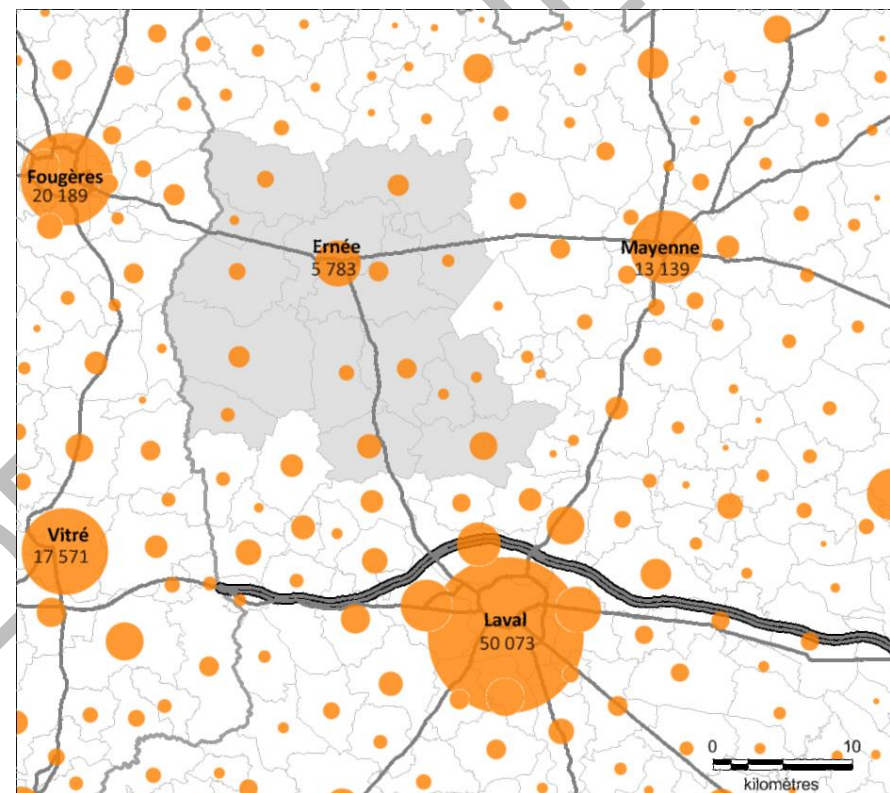 Fougères
20 189
Ernée
5 783
Mayenne
13 139
Vitré
17 571
Laval
50 073
0 10
kilomètres